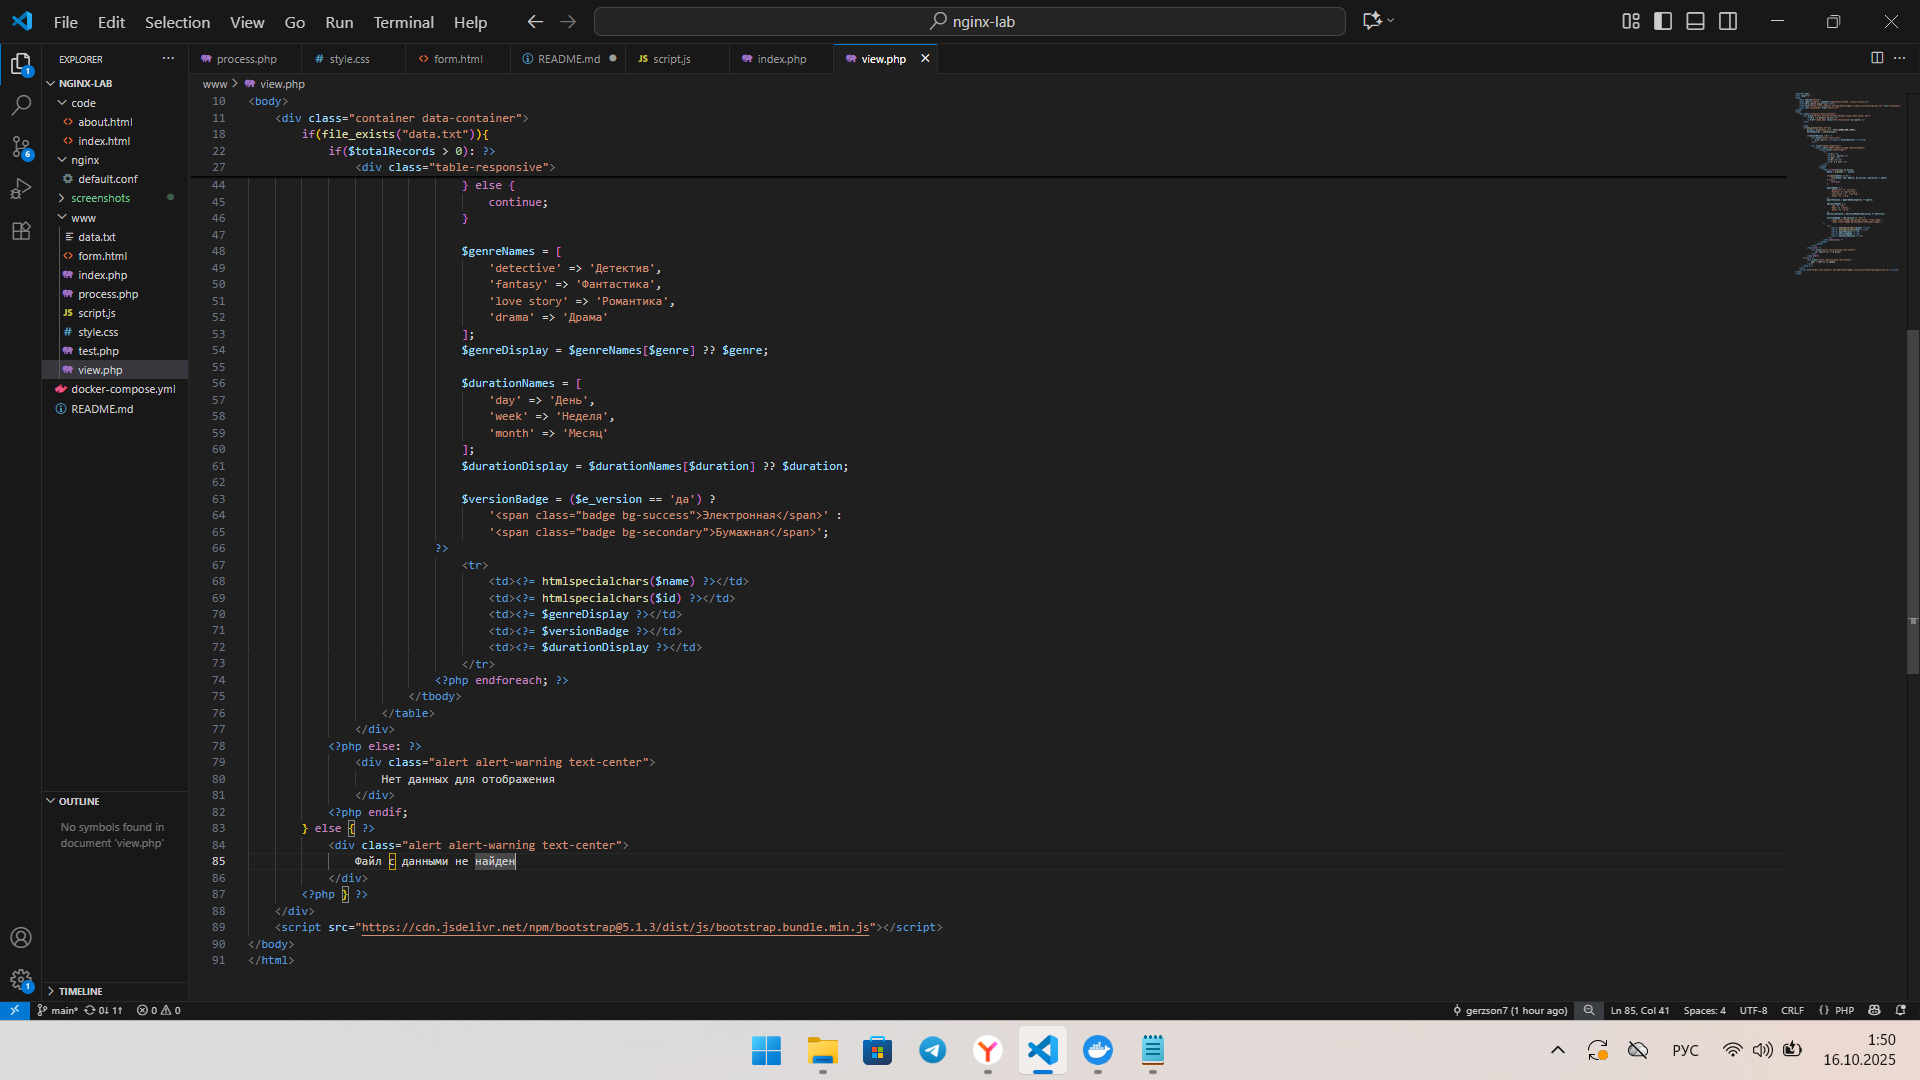 File Edit Selection View Go Run Terminal Help
nginx-lab
EXPLORER
NGINX-LAB
code
about.html
index.html
nginx
default.conf
screenshots
www
data.txt
form.html
index.php
process.php
script.js
style.css
test.php
view.php
docker-compose.yml
README.md
OUTLINE
No symbols found in
document 'view.php'
TIMELINE
process.php style.css form.html README.md script.js index.php view.php
www > view.php
10 <body>
11 <div class="container data-container">
18 if(file_exists("data.txt")){
22 if($totalRecords > 0): ?>
27 <div class="table-responsive">
44 } else {
45 continue;
46 }
47
48 $genreNames = [
49 'detective' => 'Детектив',
50 'fantasy' => 'Фантастика',
51 'love story' => 'Романтика',
52 'drama' => 'Драма'
53 ];
54 $genreDisplay = $genreNames[$genre] ?? $genre;
55
56 $durationNames = [
57 'day' => 'День',
58 'week' => 'Неделя',
59 'month' => 'Месяц'
60 ];
61 $durationDisplay = $durationNames[$duration] ?? $duration;
62
63 $versionBadge = ($e_version == 'да') ?
64 '<span class="badge bg-success">Электронная</span>' :
65 '<span class="badge bg-secondary">Бумажная</span>';
66 ?>
67 <tr>
68 <td><?= htmlspecialchars($name) ?></td>
69 <td><?= htmlspecialchars($id) ?></td>
70 <td><?= $genreDisplay ?></td>
71 <td><?= $versionBadge ?></td>
72 <td><?= $durationDisplay ?></td>
73 </tr>
74 <?php endforeach; ?>
75 </tbody>
76 </table>
77 </div>
78 <?php else: ?>
79 <div class="alert alert-warning text-center">
80 Нет данных для отображения
81 </div>
82 <?php endif;
83 } else { ?>
84 <div class="alert alert-warning text-center">
85 Файл с данными не найден
86 </div>
87 <?php } ?>
88 </div>
89 <script src="https://cdn.jsdelivr.net/npm/bootstrap@5.1.3/dist/js/bootstrap.bundle.min.js"></script>
90 </body>
91 </html>
main* 0↓ 1↑ 0 0
gerzson7 (1 hour ago) Ln 85, Col 41 Spaces: 4 UTF-8 CRLF {} PHP
РУС
1:50
16.10.2025